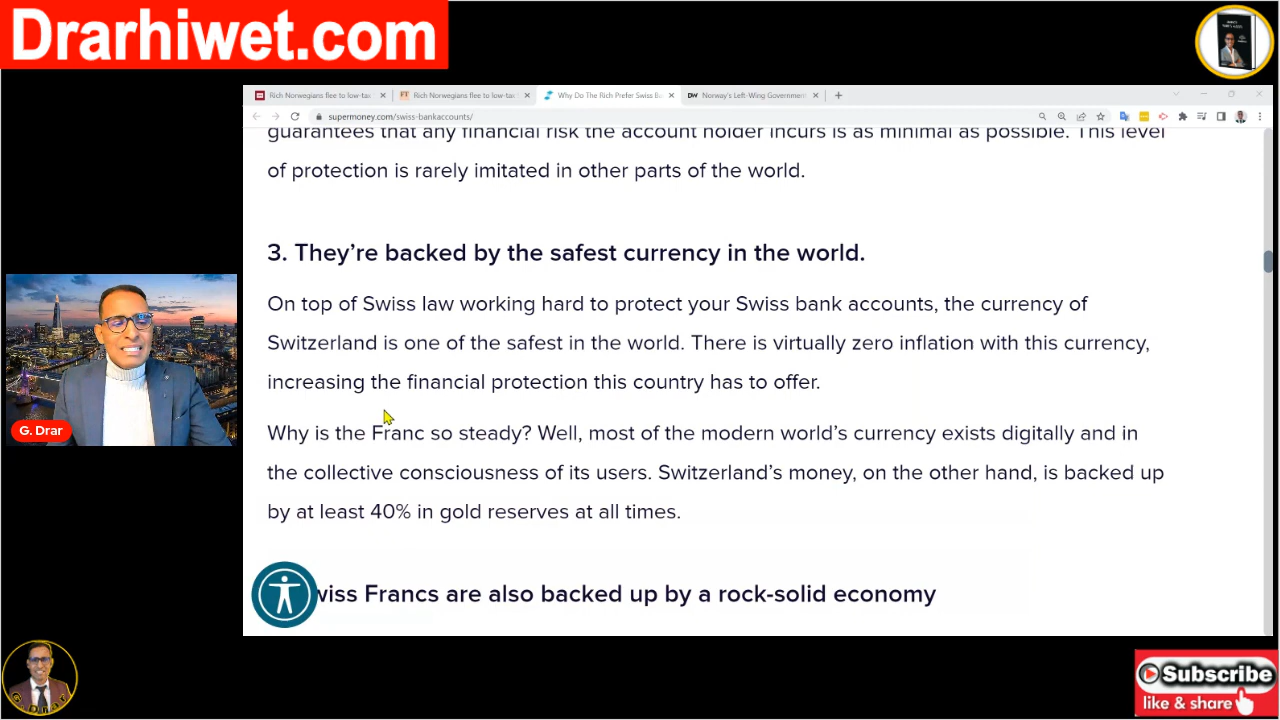 Drarhiwet.com
Rich Norwegians flee to low-tax
Rich Norwegians flee to low-tax
Why Do The Rich Prefer Swiss Ba
Norway's Left-Wing Government
supermoney.com/swiss-bankaccounts/
guarantees that any financial risk the account holder incurs is as minimal as possible. This level
of protection is rarely imitated in other parts of the world.
3. They're backed by the safest currency in the world.
On top of Swiss law working hard to protect your Swiss bank accounts, the currency of
Switzerland is one of the safest in the world. There is virtually zero inflation with this currency,
increasing the financial protection this country has to offer.
G. Drar
Why is the Franc so steady? Well, most of the modern world's currency exists digitally and in
the collective consciousness of its users. Switzerland's money, on the other hand, is backed up
by at least 40% in gold reserves at all times.
wiss Francs are also backed up by a rock-solid economy
Subscribe
like & share